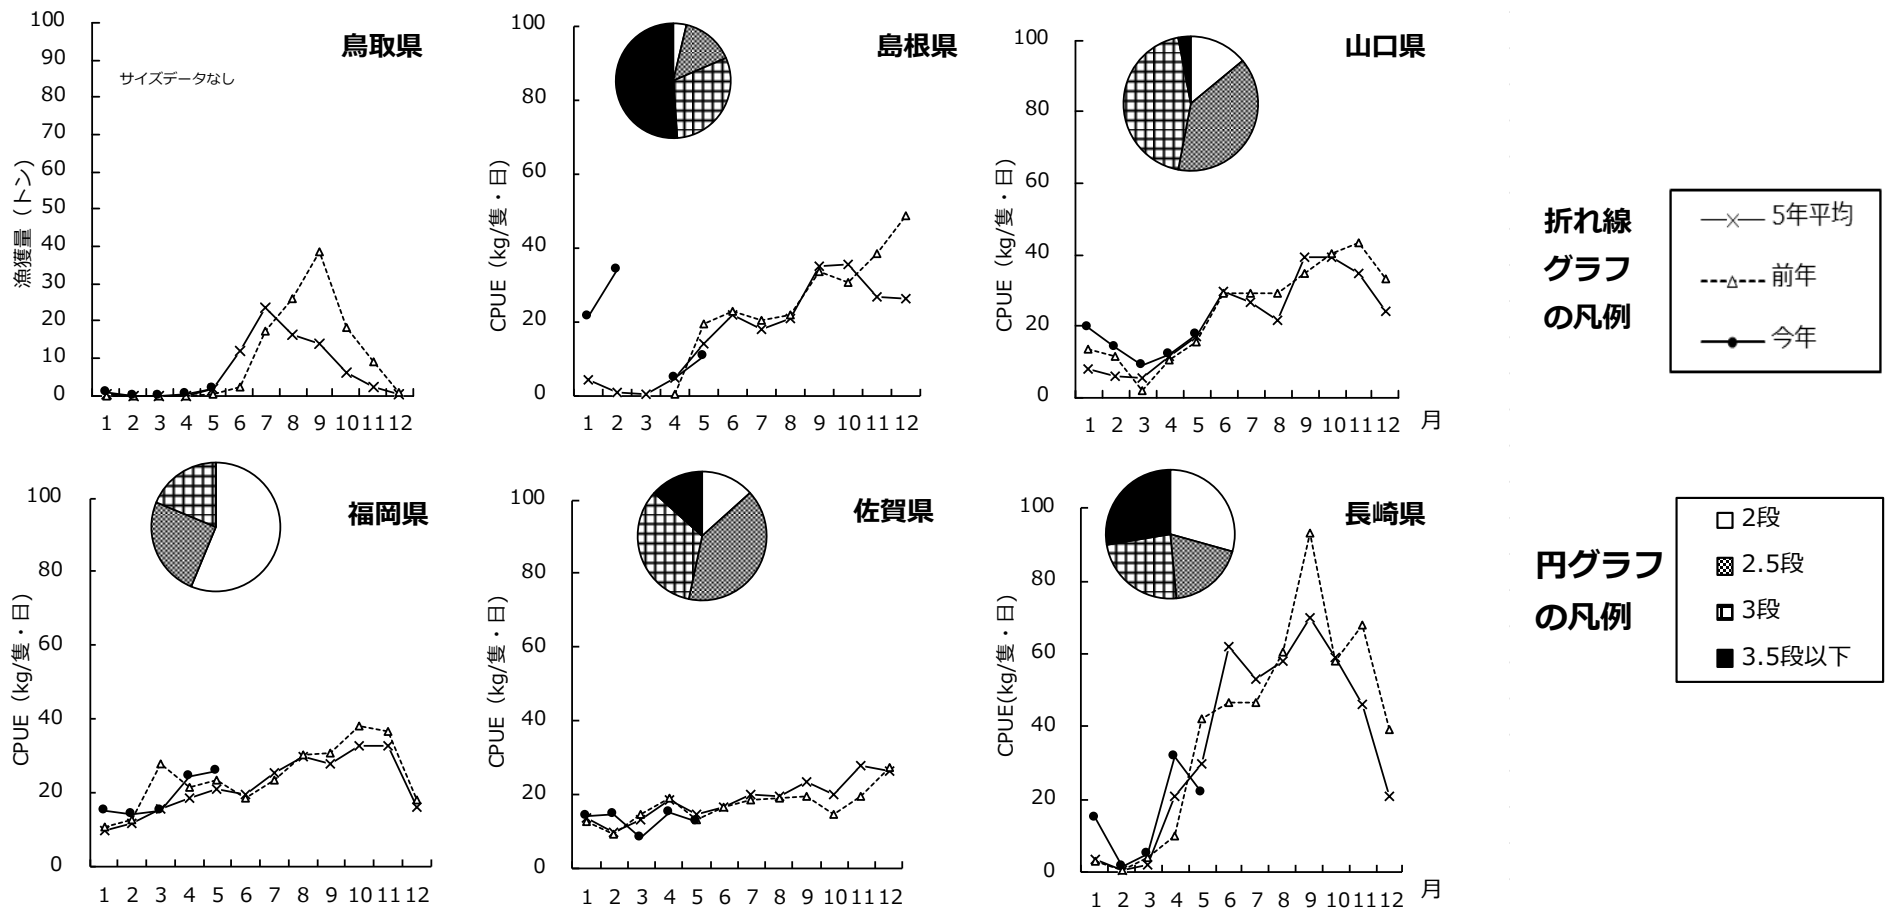 鳥取県
サイズデータなし
漁獲量（トン）
100
90
80
70
60
50
40
30
20
10
0
1 2 3 4 5 6 7 8 9 10 11 12
島根県
CPUE（kg/隻・日）
100
80
60
40
20
0
1 2 3 4 5 6 7 8 9 10 11 12
山口県
CPUE（kg/隻・日）
100
80
60
40
20
0
1 2 3 4 5 6 7 8 9 10 11 12 月
折れ線
グラフ
の凡例
5年平均
前年
今年
福岡県
CPUE（kg/隻・日）
100
80
60
40
20
0
1 2 3 4 5 6 7 8 9 10 11 12
佐賀県
CPUE（kg/隻・日）
100
80
60
40
20
0
1 2 3 4 5 6 7 8 9 10 11 12
長崎県
CPUE(kg/隻・日)
100
80
60
40
20
0
1 2 3 4 5 6 7 8 9 10 11 12 月
円グラフ
の凡例
2段
2.5段
3段
3.5段以下